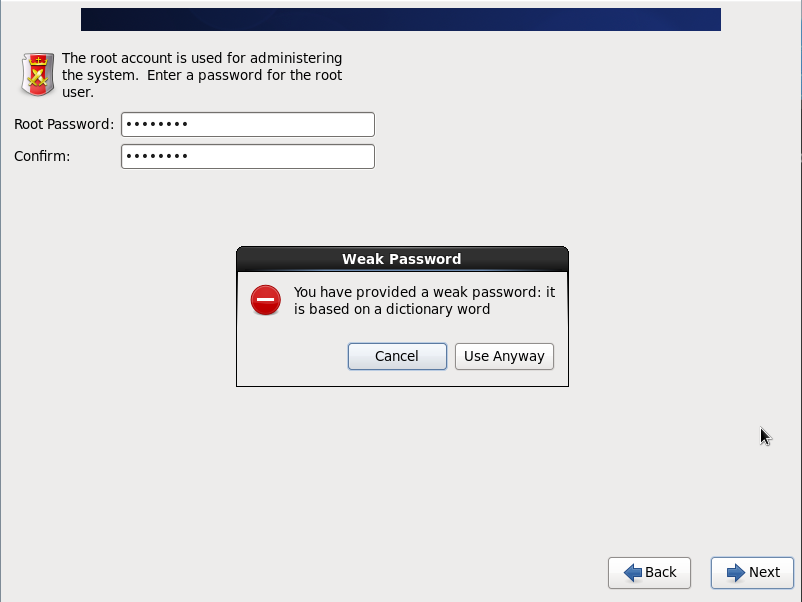 The root account is used for administering
the system.  Enter a password for the root
user.
Root Password: ••••••••
Confirm: ••••••••
Weak Password
You have provided a weak password: it
is based on a dictionary word
Cancel Use Anyway
Back Next